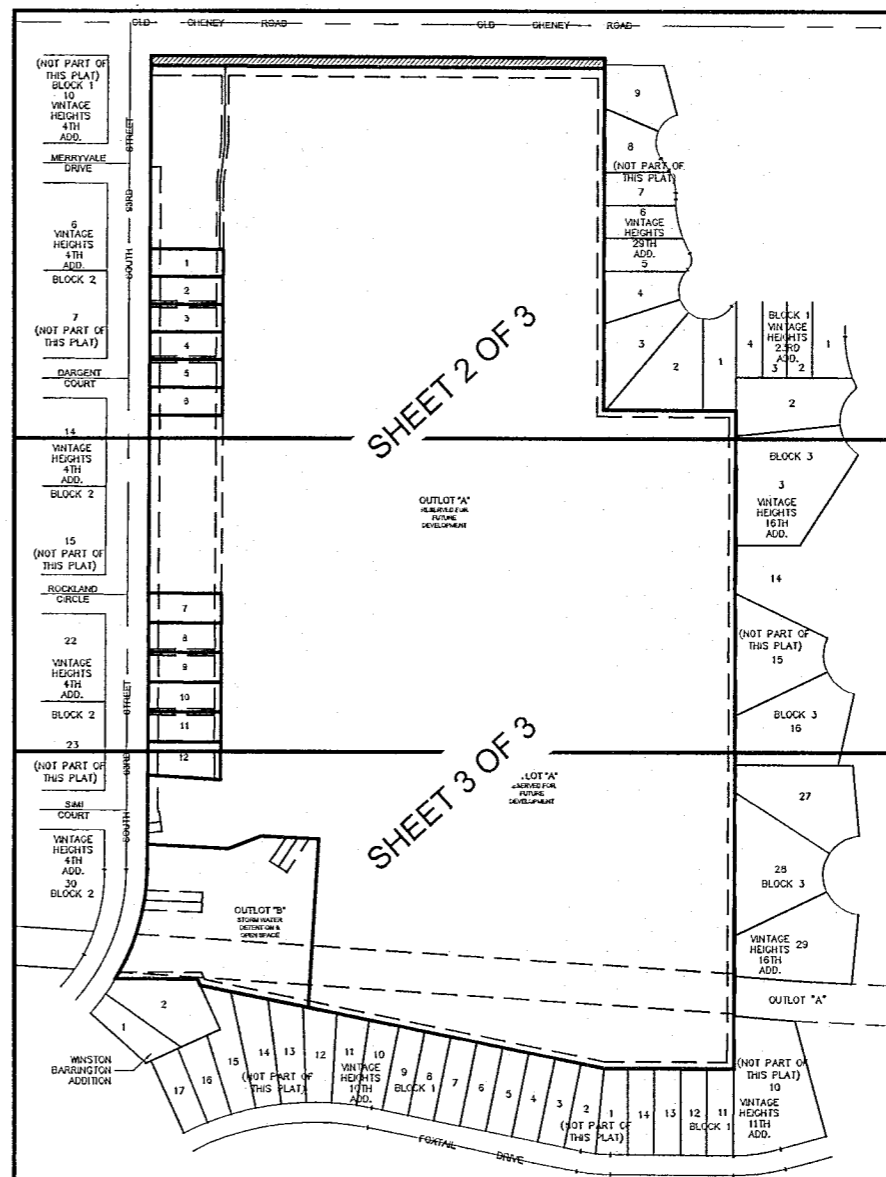 OLD CHENEY ROAD
OLD CHENEY ROAD
(NOT PART OF
THIS PLAT)
BLOCK 1
10
VINTAGE
HEIGHTS
4TH
ADD.
MERRYVALE
DRIVE
6
VINTAGE
HEIGHTS
4TH
ADD.
BLOCK 2
7
(NOT PART OF
THIS PLAT)
DARGENT
COURT
14
VINTAGE
HEIGHTS
4TH
ADD.
BLOCK 2
15
(NOT PART OF
THIS PLAT)
ROCKLAND
CIRCLE
22
VINTAGE
HEIGHTS
4TH
ADD.
BLOCK 2
23
(NOT PART OF
THIS PLAT)
SIMI
COURT
VINTAGE
HEIGHTS
4TH
ADD.
30
BLOCK 2
SOUTH 93RD STREET
SOUTH 93RD STREET
1
2
3
4
5
6
7
8
9
10
11
12
SHEET 2 OF 3
OUTLOT "A"
RESERVED FOR
FUTURE
DEVELOPMENT
SHEET 3 OF 3
LOT "A"
RESERVED FOR
FUTURE
DEVELOPMENT
OUTLOT "B"
STORM WATER
DETENTION &
OPEN SPACE
9
8
(NOT PART OF
THIS PLAT)
7
6
VINTAGE
HEIGHTS
29TH
ADD.
5
4
3
2
1
4
BLOCK 1
VINTAGE
HEIGHTS
23RD
ADD.
3
2
1
2
BLOCK 3
3
VINTAGE
HEIGHTS
16TH
ADD.
14
(NOT PART OF
THIS PLAT)
15
BLOCK 3
16
27
28
BLOCK 3
VINTAGE
HEIGHTS
16TH
ADD.
29
OUTLOT "A"
(NOT PART OF
THIS PLAT)
10
VINTAGE
HEIGHTS
11TH
ADD.
1
2
WINSTON
BARRINGTON
ADDITION
17
16
15
14
13
12
11
10
(NOT PART OF
THIS PLAT)
VINTAGE
HEIGHTS
ADD.
9
8
BLOCK 1
7
6
5
4
3
2
1
(NOT PART OF
THIS PLAT)
14
13
12
11
BLOCK 1
FOXTAIL DRIVE